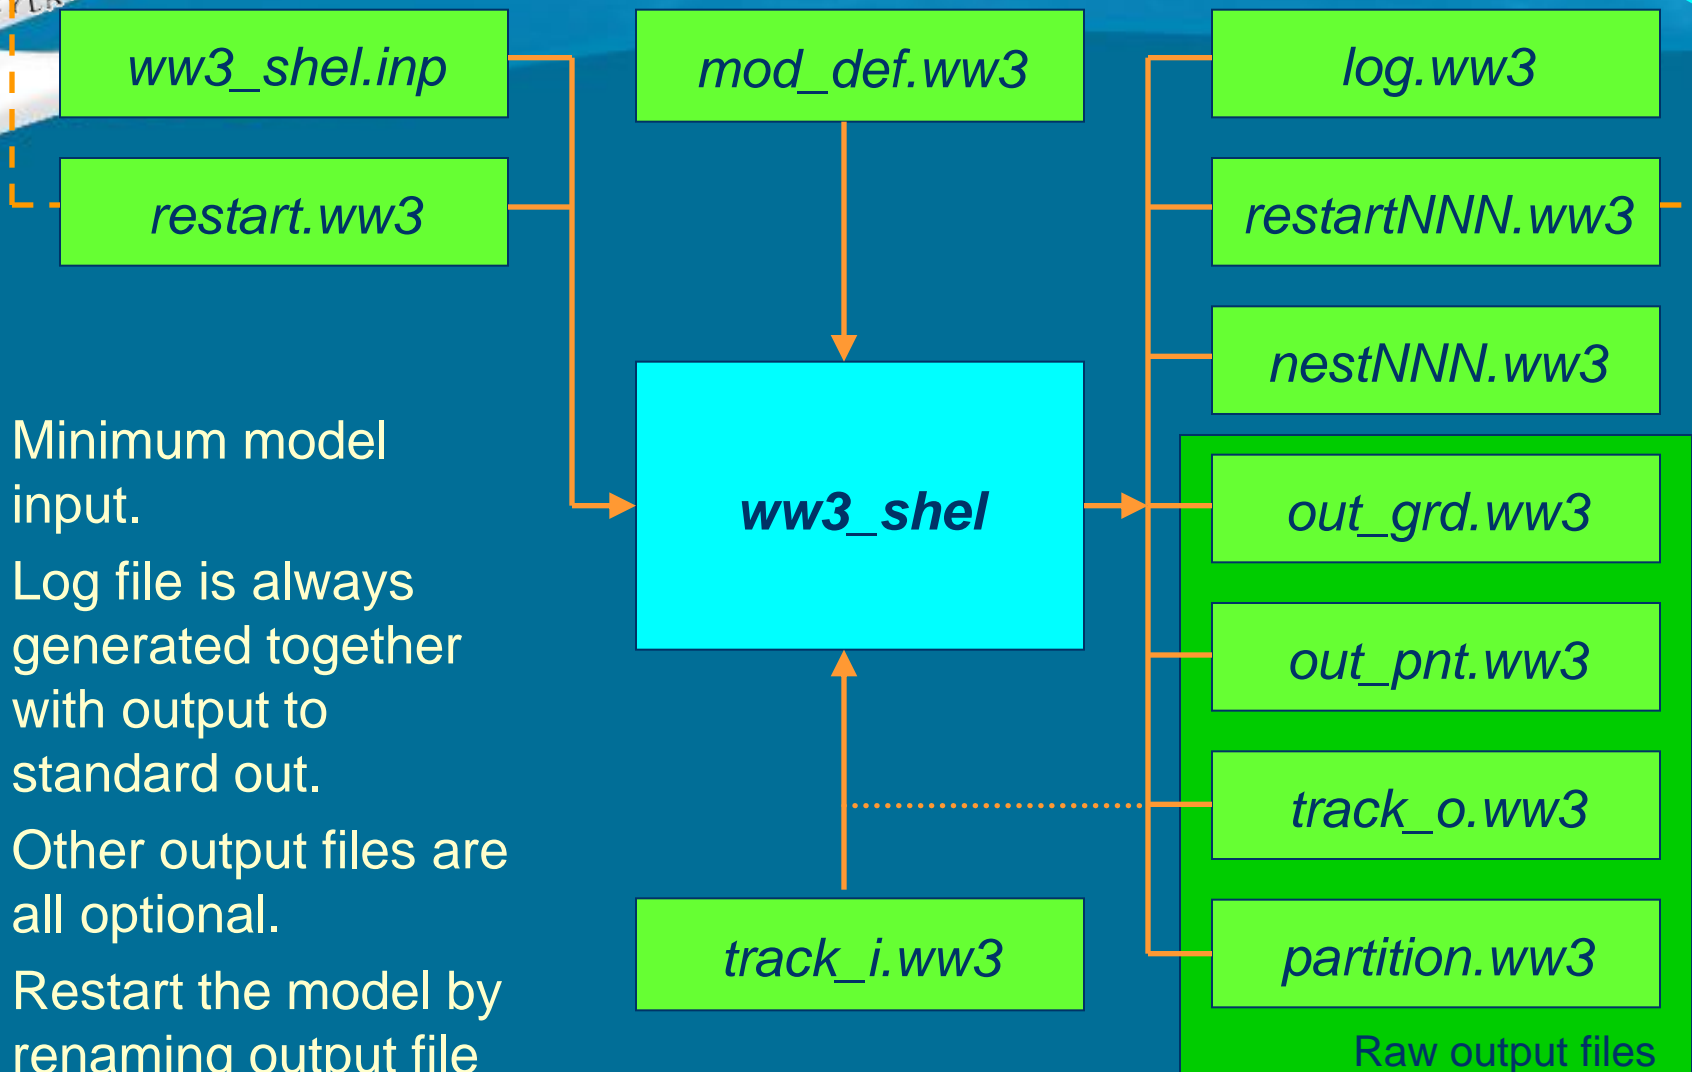 ww3_shel.inp
mod_def.ww3
log.ww3
restart.ww3
restartNNN.ww3
nestNNN.ww3
Minimum model
input.
Log file is always
generated together
with output to
standard out.
Other output files are
all optional.
Restart the model by
renaming output file
ww3_shel
out_grd.ww3
out_pnt.ww3
track_o.ww3
track_i.ww3
partition.ww3
Raw output files